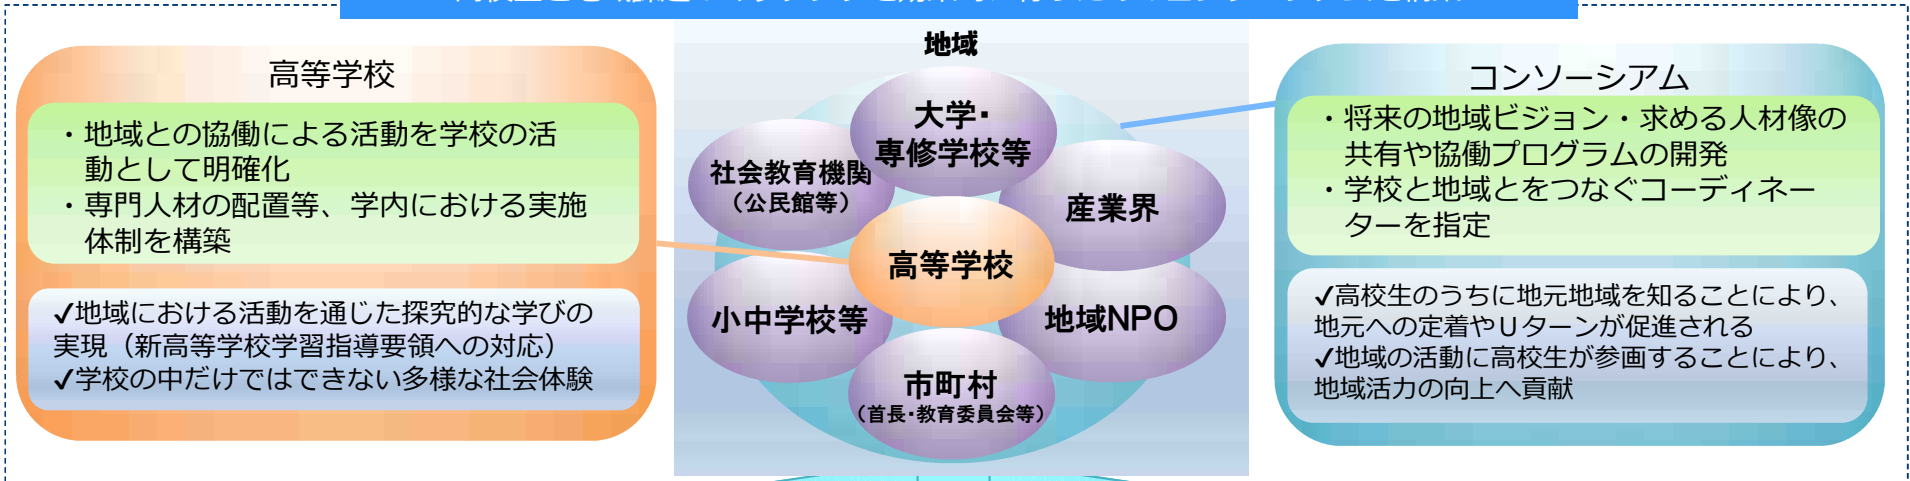 高等学校
・地域との協働による活動を学校の活
動として明確化
・専門人材の配置等、学内における実施
体制を構築
✓地域における活動を通じた探究的な学びの
実現（新高等学校学習指導要領への対応）
✓学校の中だけではできない多様な社会体験
地域
大学・
専修学校等
社会教育機関
（公民館等）
産業界
高等学校
小中学校等
地域NPO
市町村
（首長・教育委員会等）
コンソーシアム
・将来の地域ビジョン・求める人材像の
共有や協働プログラムの開発
・学校と地域とをつなぐコーディネー
ターを指定
✓高校生のうちに地元地域を知ることにより、
地元への定着やＵターンが促進される
✓地域の活動に高校生が参画することにより、
地域活力の向上へ貢献